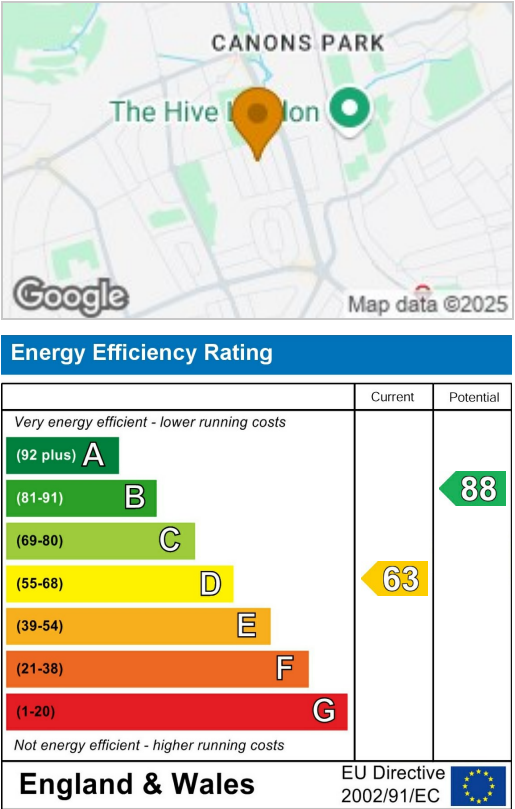 CANONS PARK
The Hive L don
Google
Map data ©2025
Energy Efficiency Rating
Current
Potential
Very energy efficient - lower running costs
(92 plus) A
(81-91) B
88
(69-80) C
(55-68) D
63
(39-54) E
(21-38) F
(1-20) G
Not energy efficient - higher running costs
England & Wales
EU Directive
2002/91/EC